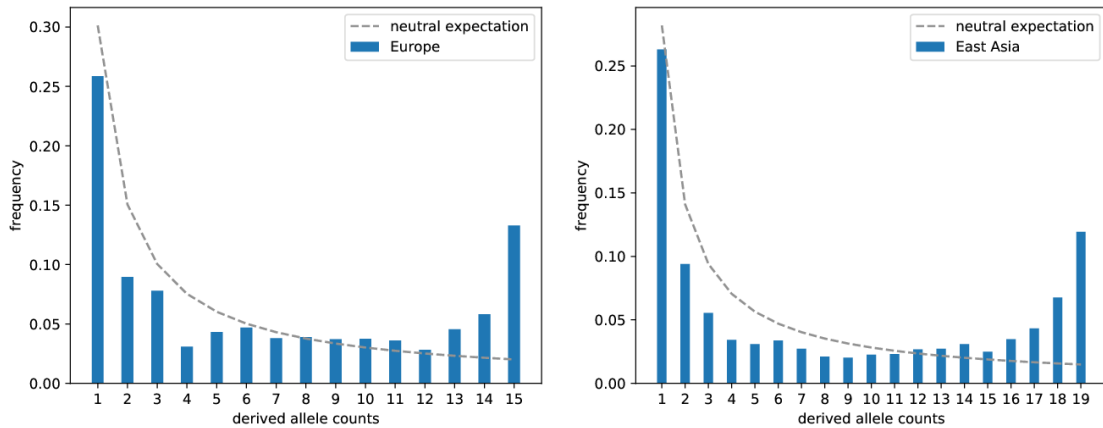 neutral expectation
Europe
frequency
0.30
0.25
0.20
0.15
0.10
0.05
0.00
1 2 3 4 5 6 7 8 9 10 11 12 13 14 15
derived allele counts
neutral expectation
East Asia
frequency
0.25
0.20
0.15
0.10
0.05
0.00
1 2 3 4 5 6 7 8 9 10 11 12 13 14 15 16 17 18 19
derived allele counts